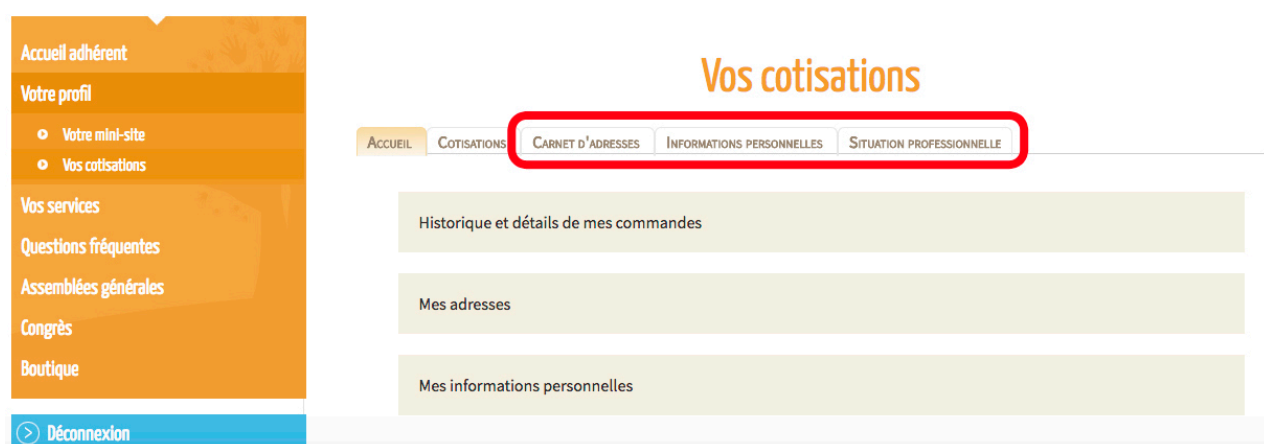 Accueil adhérent
Votre profil
Votre mini-site
Vos cotisations
Vos services
Questions fréquentes
Assemblées générales
Congrès
Boutique
Déconnexion
Vos cotisations
Accueil Cotisations Carnet d'adresses Informations personnelles Situation professionnelle
Historique et détails de mes commandes
Mes adresses
Mes informations personnelles